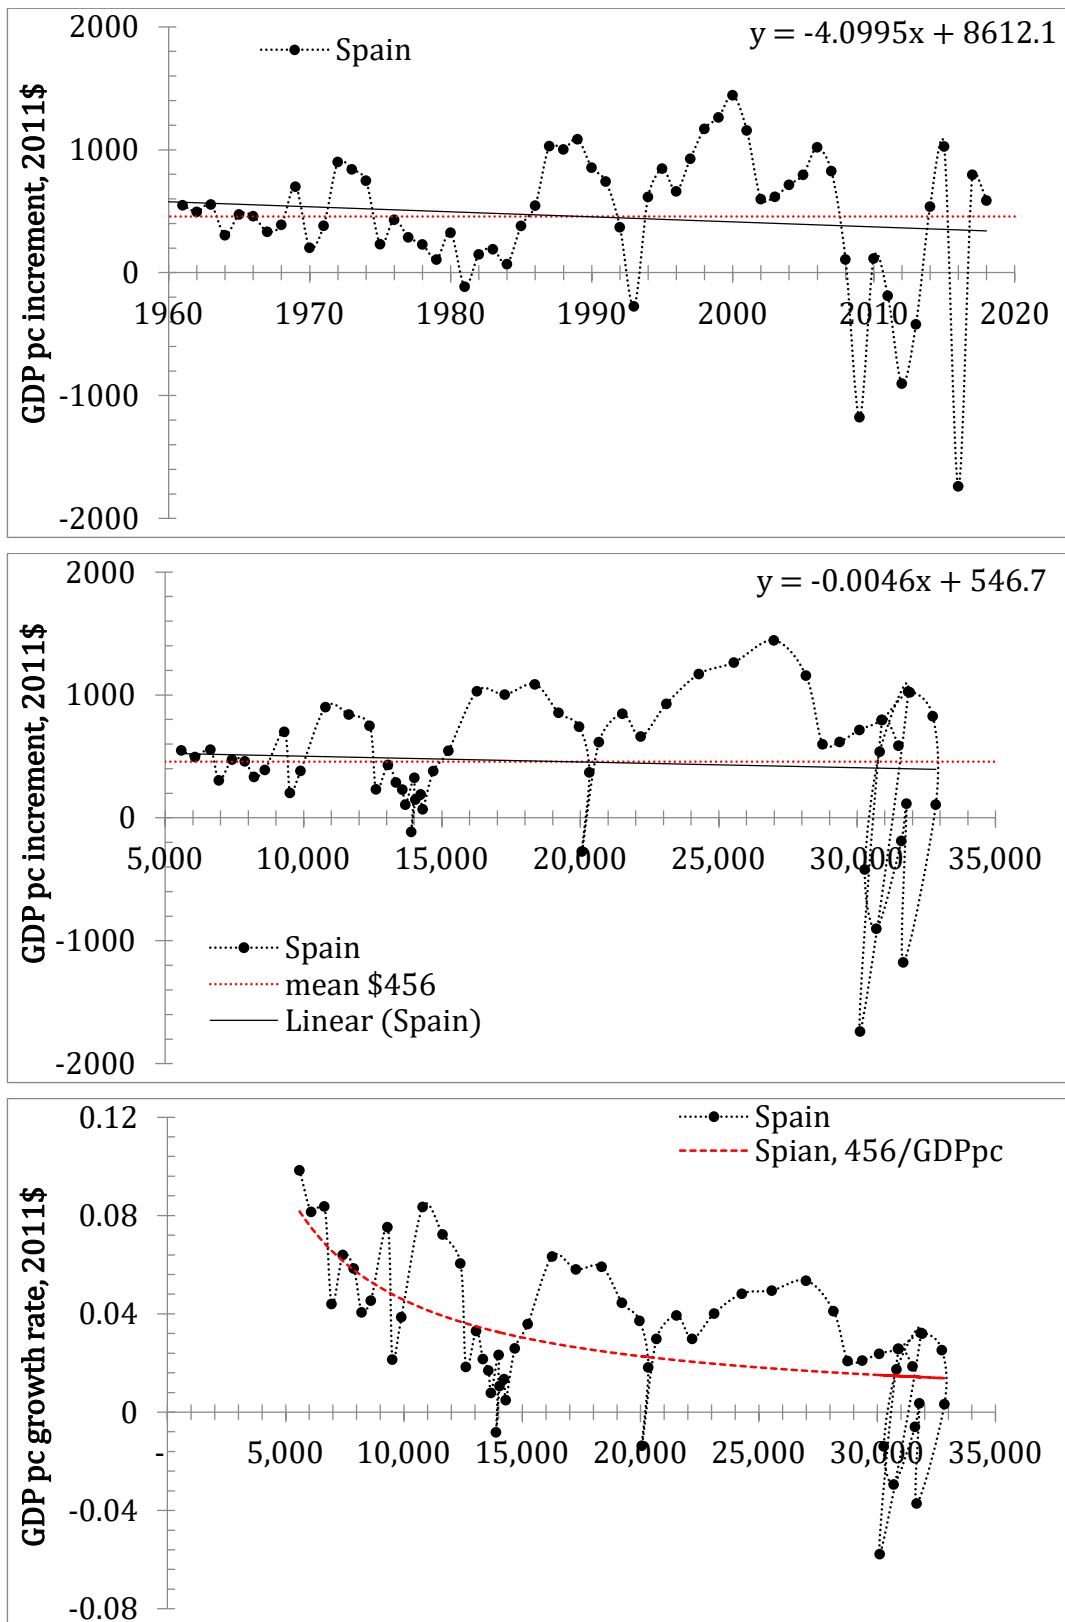 y = -4.0995x + 8612.1
Spain
GDP pc increment, 2011$
2000
1000
0
-1000
-2000
1960 1970 1980 1990 2000 2010 2020
y = -0.0046x + 546.7
GDP pc increment, 2011$
2000
1000
0
-1000
-2000
5,000 10,000 15,000 20,000 25,000 30,000 35,000
Spain
mean $456
Linear (Spain)
Spain
Spian, 456/GDPpc
GDP pc growth rate, 2011$
0.12
0.08
0.04
0
-0.04
-0.08
- 5,000 10,000 15,000 20,000 25,000 30,000 35,000